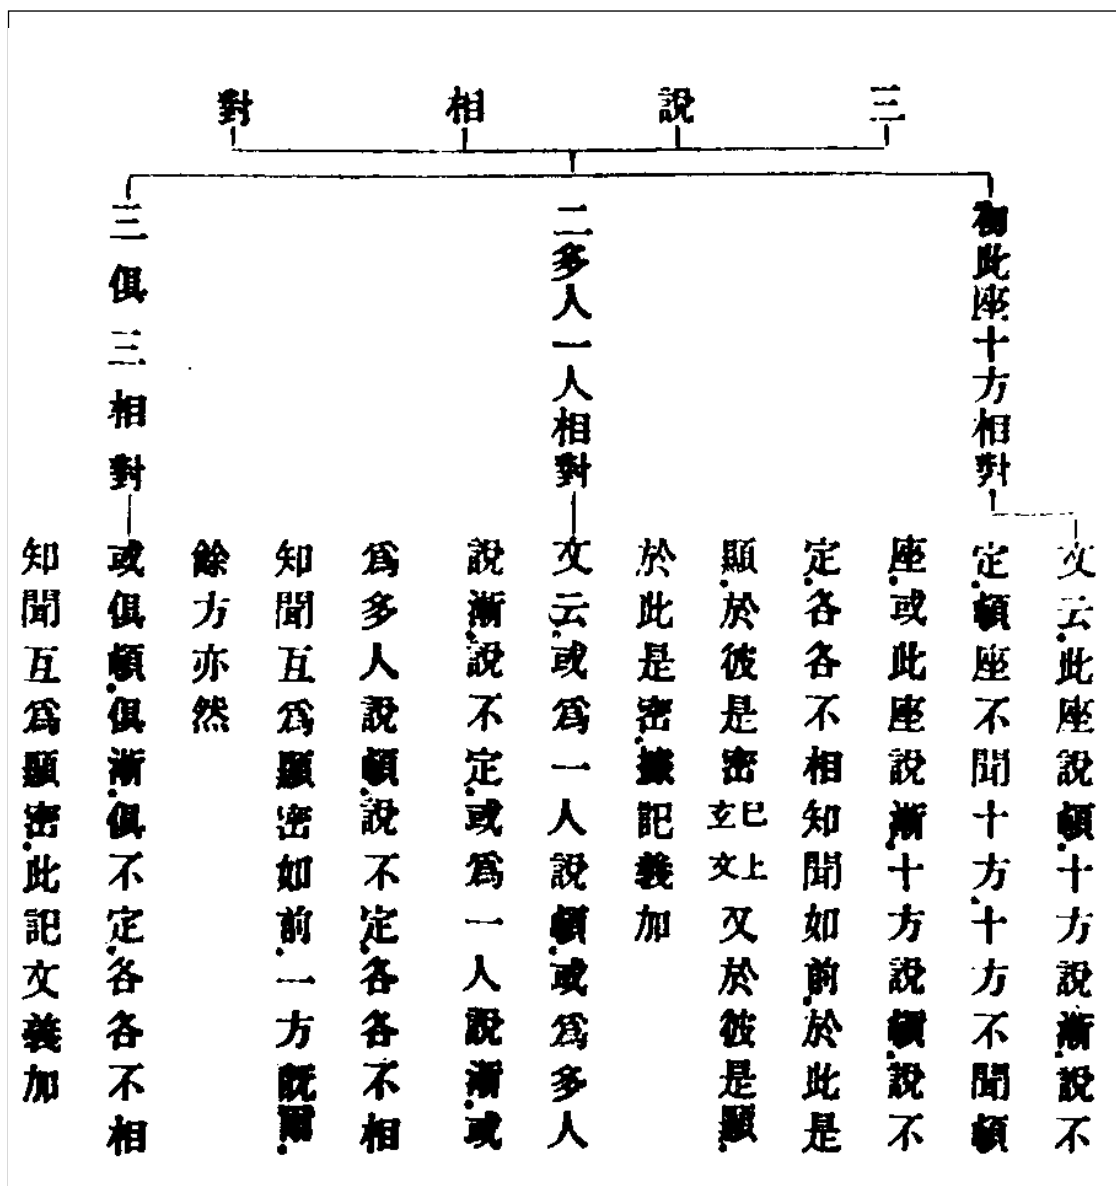 三說相對
初此座十方相對
文云.此座說頓.十方說漸.說不
定.頓座不聞十方.十方不聞頓
座.或此座說漸.十方說頓.說不
定.各各不相知聞如前.於此是
顯.於彼是密已上玄文又於彼是顯.
於此是密.據記義加
二多人一人相對
文云.或為一人說頓.或為多人
說漸.說不定.或為一人說漸.或
為多人說頓.說不定.各各不相
知聞互為顯密如前.一方既爾.
餘方亦然
三俱三相對
或俱頓.俱漸.俱不定.各各不相
知聞互為顯密.此記文義加